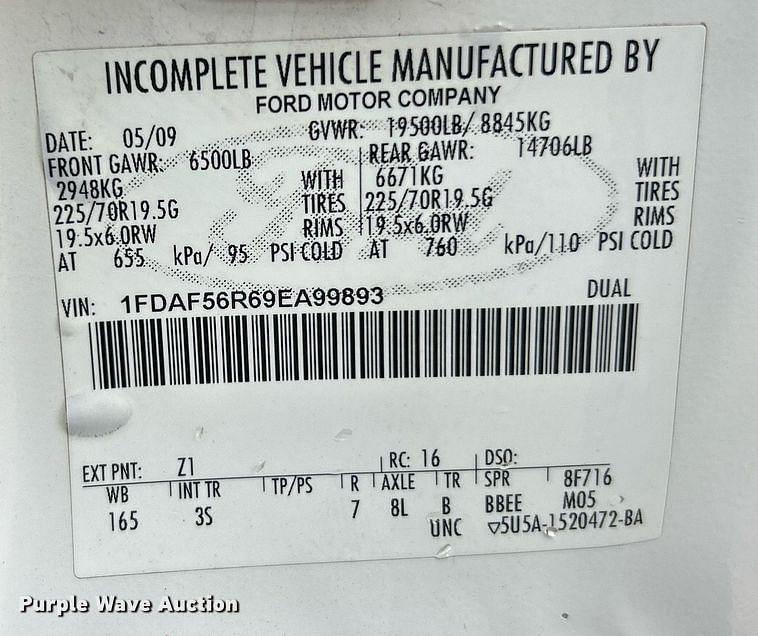 INCOMPLETE VEHICLE MANUFACTURED BY
FORD MOTOR COMPANY
DATE: 05/09 GVWR: 19500LB/ 8845KG
FRONT GAWR: 6500LB REAR GAWR: 14706LB
2948KG WITH 6671KG WITH
225/70R19.5G TIRES 225/70R19.5G TIRES
19.5x6.0RW RIMS 19.5x6.0RW RIMS
AT 655 kPa/ 95 PSI COLD AT 760 kPa/110 PSI COLD
VIN: 1FDAF56R69EA99893 DUAL
EXT PNT: Z1 RC: 16 DSO:
WB INT TR TP/PS R AXLE TR SPR 8F716
165 3S 7 8L B BBEE M05
UNC ▽5U5A-1520472-BA
Purple Wave Auction